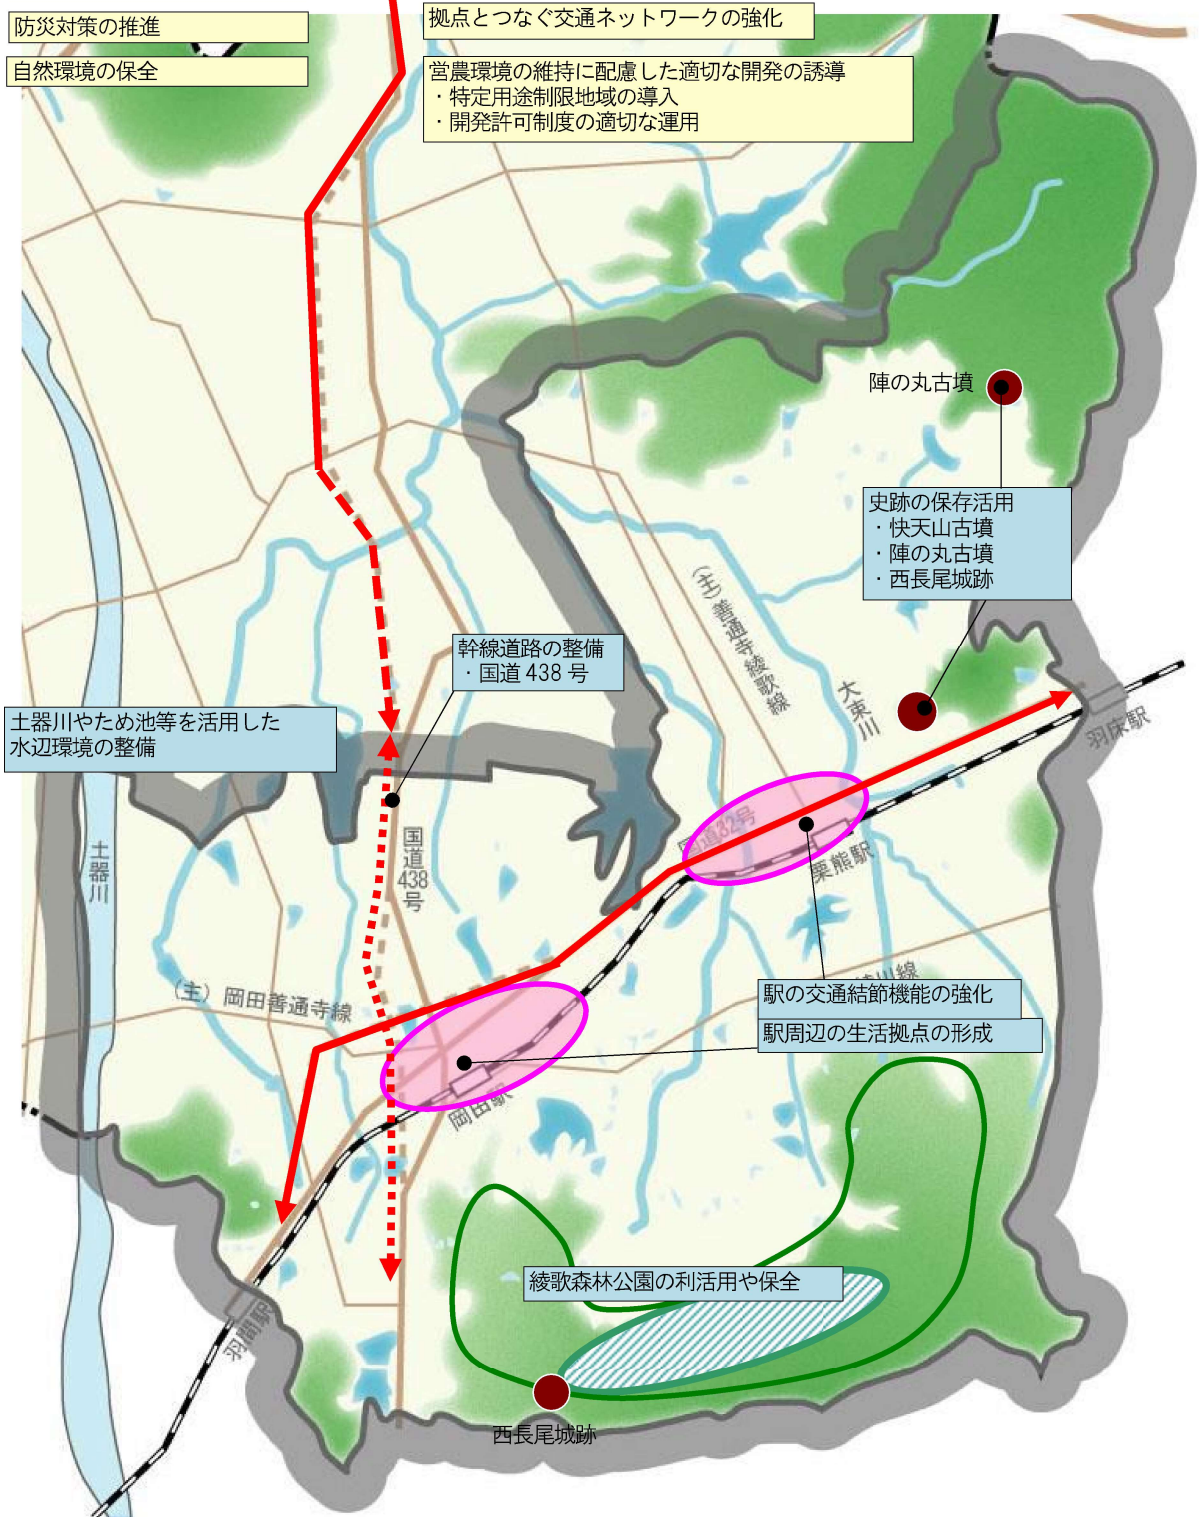 防災対策の推進
自然環境の保全
拠点とつなぐ交通ネットワークの強化
営農環境の維持に配慮した適切な開発の誘導
・特定用途制限地域の導入
・開発許可制度の適切な運用
陣の丸古墳
史跡の保存活用
・快天山古墳
・陣の丸古墳
・西長尾城跡
(主)善通寺綾歌線
幹線道路の整備
・国道438号
大束川
土器川やため池等を活用した
水辺環境の整備
羽床駅
土器川
国道438号
国道32号
栗熊駅
(主)岡田善通寺線
川線
駅の交通結節機能の強化
駅周辺の生活拠点の形成
岡田駅
綾歌森林公園の利活用や保全
羽間駅
西長尾城跡